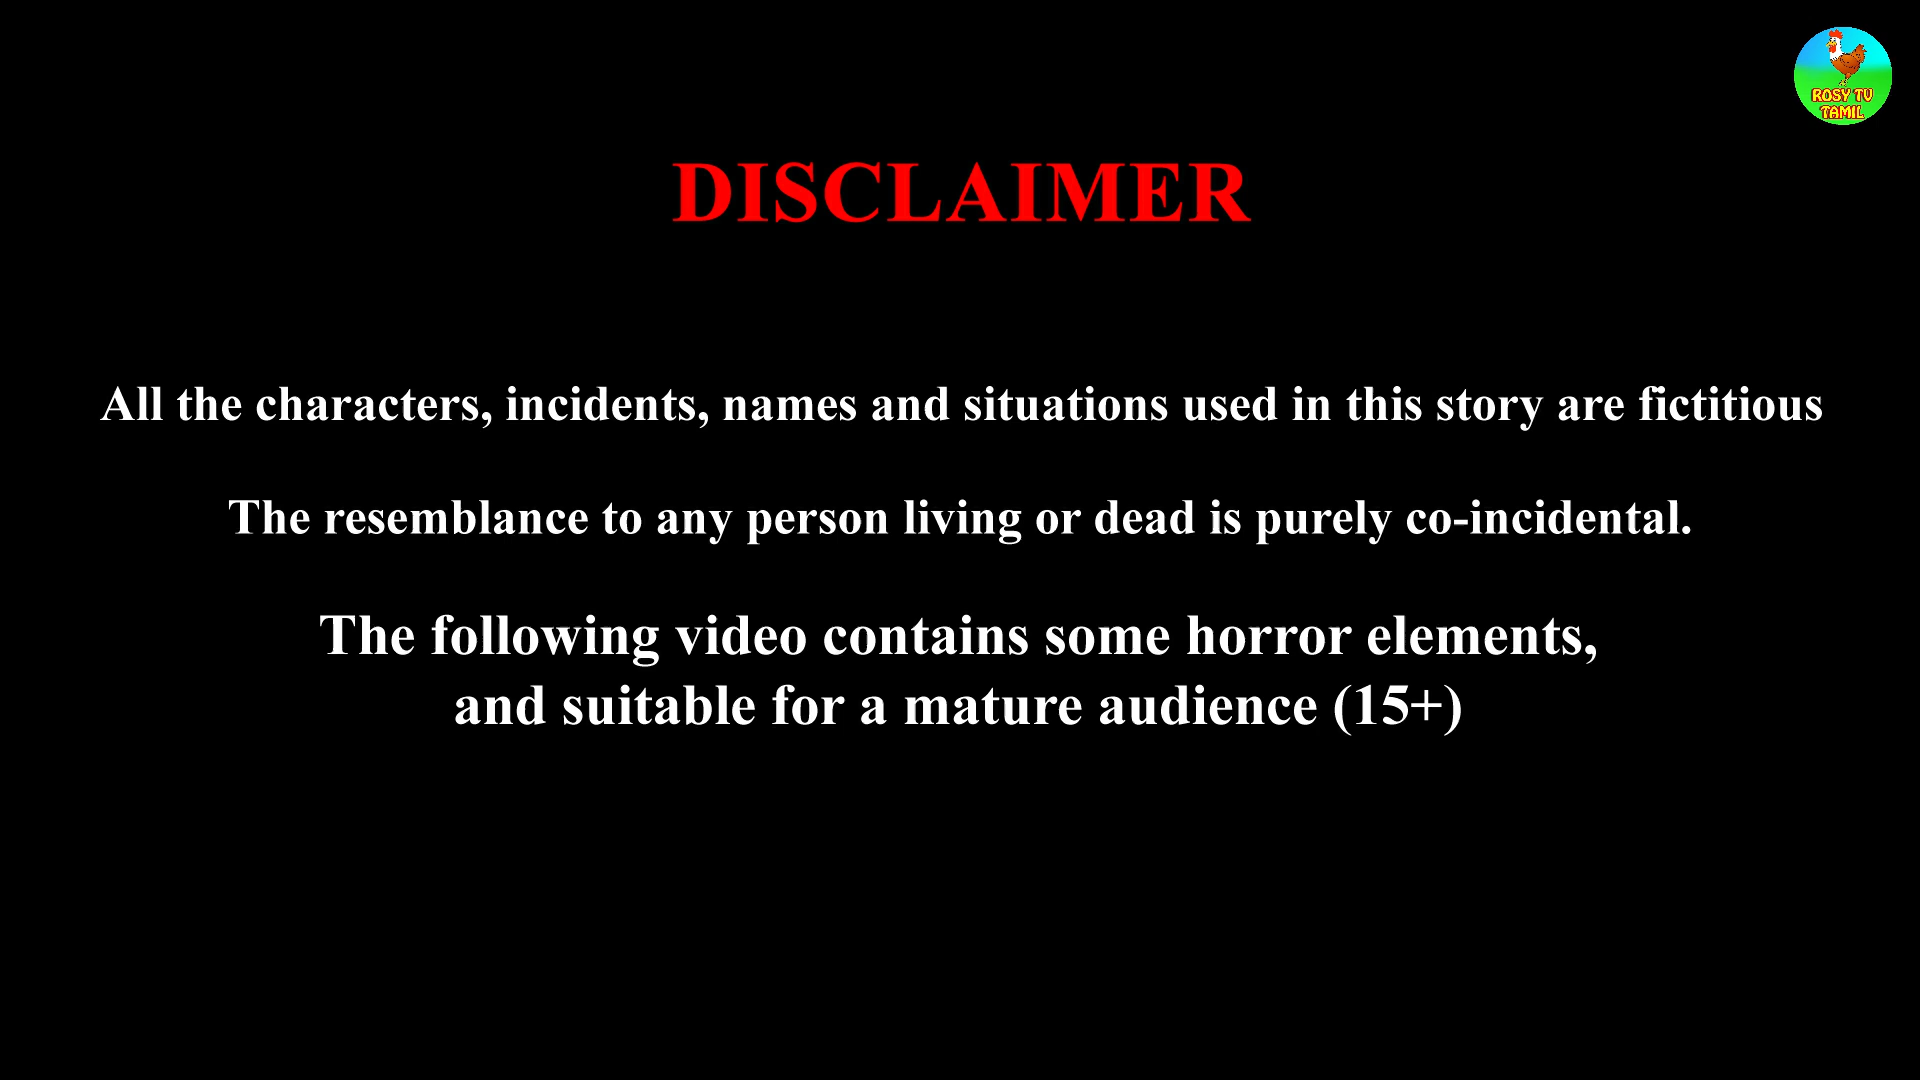 ROSY TV
TAMIL
DISCLAIMER
All the characters, incidents, names and situations used in this story are fictitious
The resemblance to any person living or dead is purely co-incidental.
The following video contains some horror elements,
and suitable for a mature audience (15+)